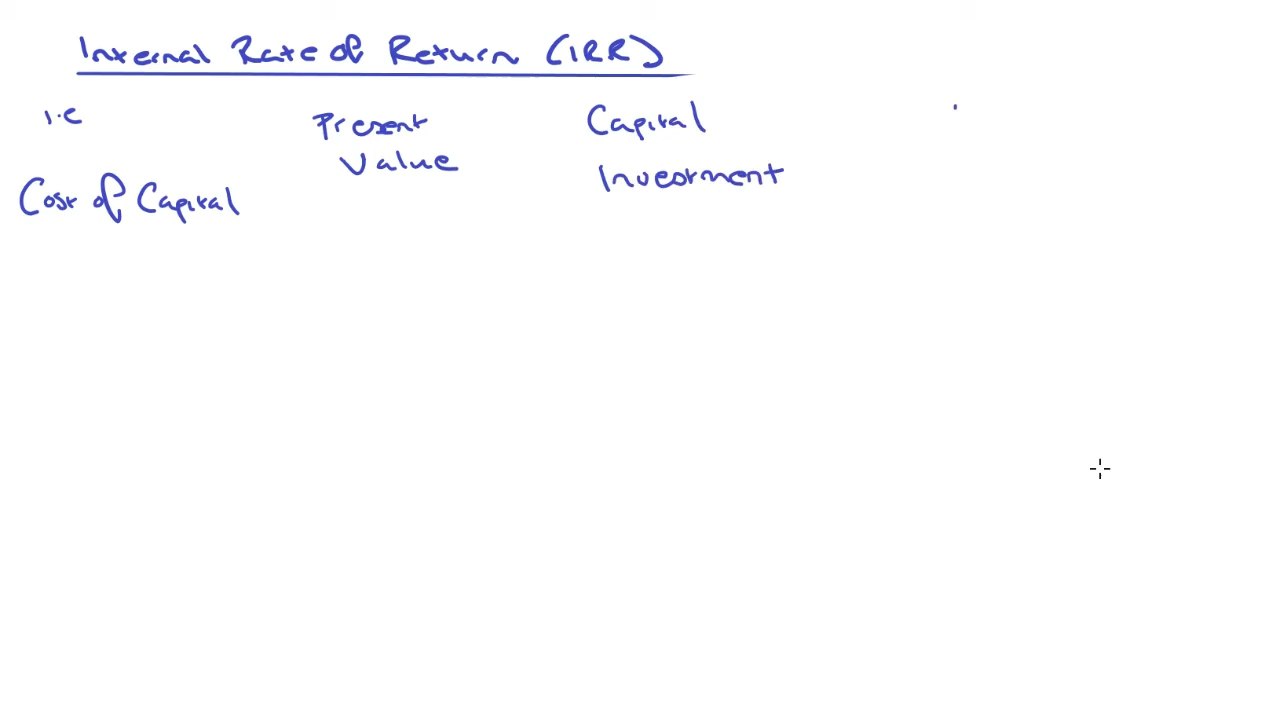 Internal Rate of Return (IRR)
i.e
Cost of Capital
Present
Value
Capital
Investment